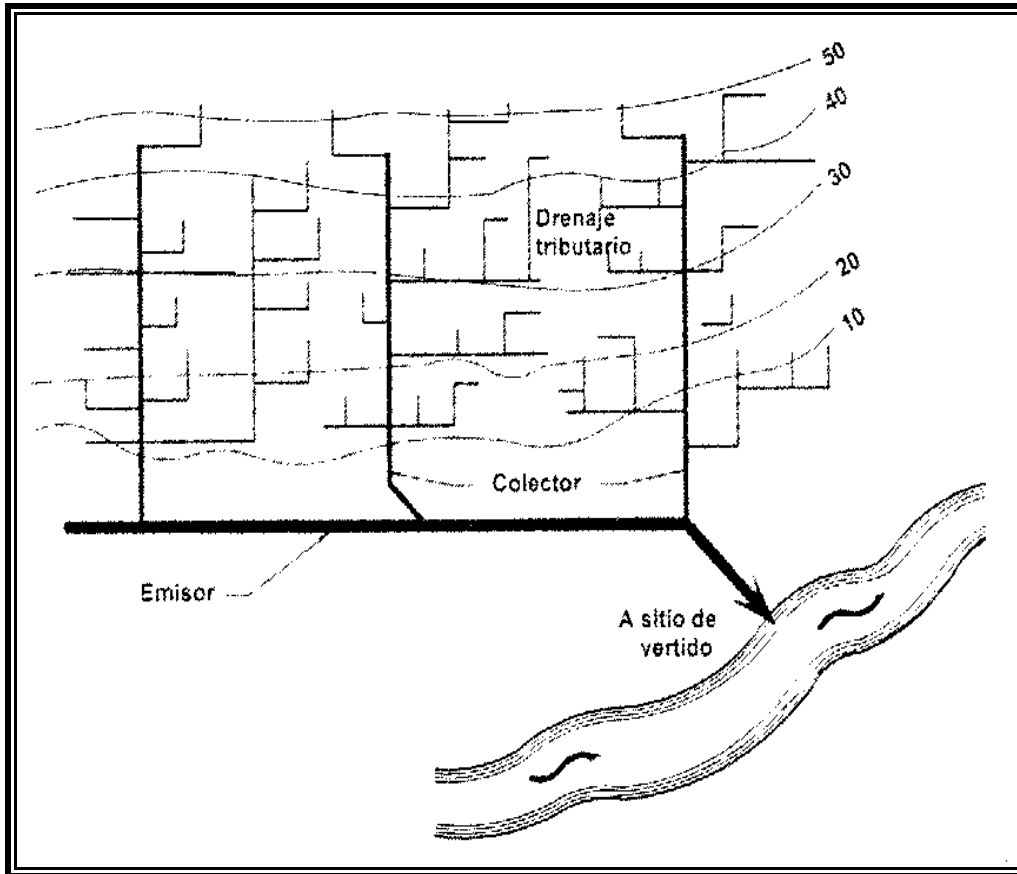 50
40
30
Drenaje
tributario
20
10
Colector
Emisor
A sitio de
vertido